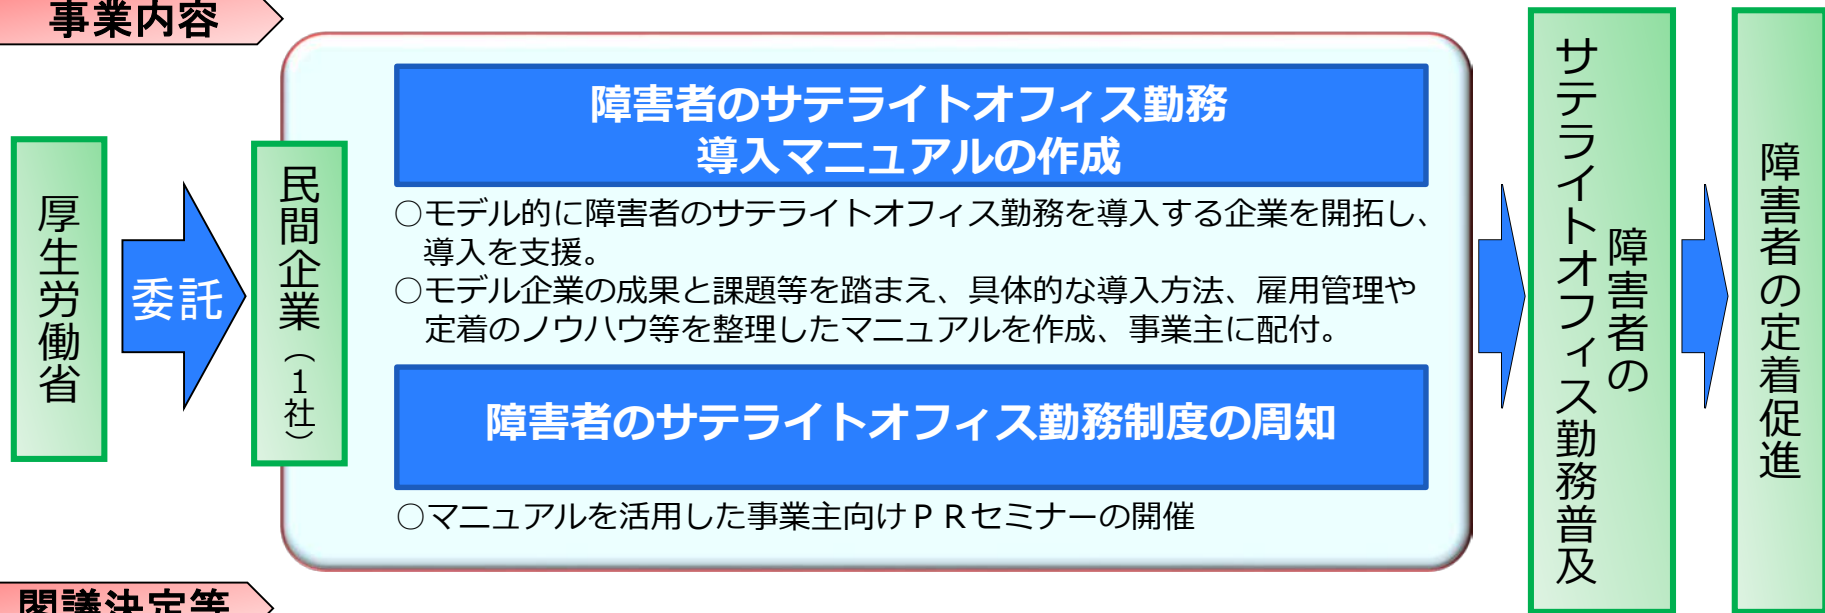 事業内容
厚生労働省
委託
民間企業（１社）
障害者のサテライトオフィス勤務
導入マニュアルの作成
○モデル的に障害者のサテライトオフィス勤務を導入する企業を開拓し、
導入を支援。
○モデル企業の成果と課題等を踏まえ、具体的な導入方法、雇用管理や
定着のノウハウ等を整理したマニュアルを作成、事業主に配付。
障害者のサテライトオフィス勤務制度の周知
○マニュアルを活用した事業主向けＰＲセミナーの開催
障害者の
サテライトオフィス勤務普及
障害者の定着促進
閣議決定等